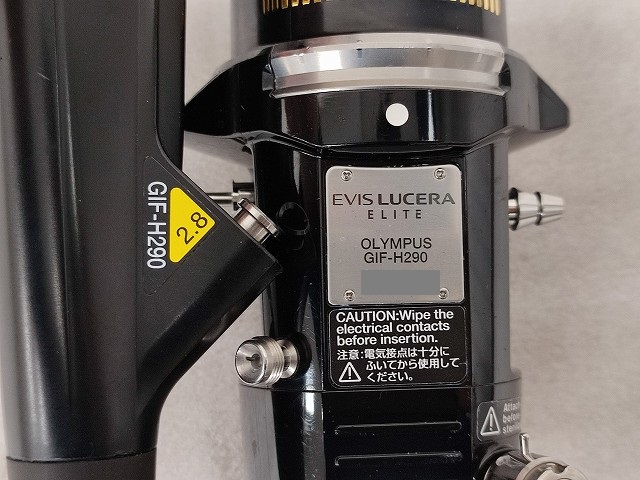 GIF-H290
2.8
EVIS LUCERA
ELITE
OLYMPUS
GIF-H290
CAUTION:Wipe the
electrical contacts
before insertion.
注意:電気接点は十分に
ふいてから使用して
ください。
Attach
before